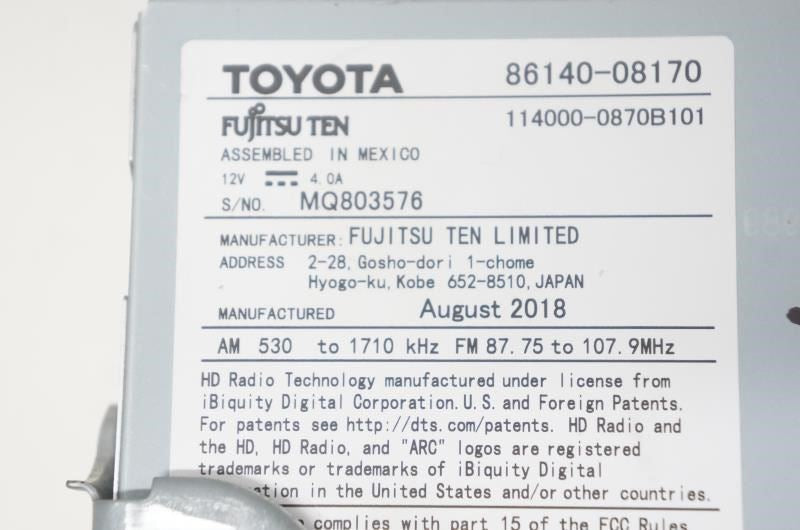 TOYOTA 86140-08170
FUJITSU TEN 114000-0870B101
ASSEMBLED IN MEXICO
12V 4.0A
S/NO. MQ803576
MANUFACTURER: FUJITSU TEN LIMITED
ADDRESS 2-28, Gosho-dori 1-chome
Hyogo-ku, Kobe 652-8510, JAPAN
MANUFACTURED August 2018
AM 530 to 1710 kHz FM 87.75 to 107.9MHz
HD Radio Technology manufactured under license from
iBiquity Digital Corporation. U.S. and Foreign Patents.
For patents see http://dts.com/patents. HD Radio and
the HD, HD Radio, and "ARC" logos are registered
trademarks or trademarks of iBiquity Digital
in the United States and/or other countries.
complies with part 15 of the FCC Rules